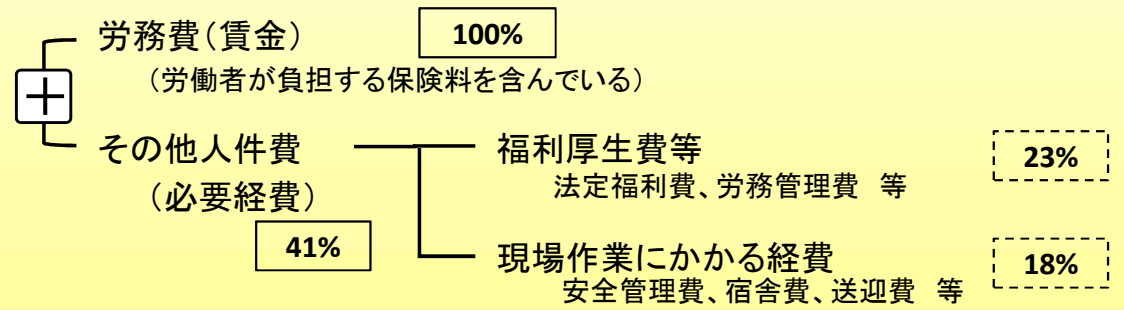 労務費(賃金) 100%
(労働者が負担する保険料を含んでいる)
+
その他人件費
(必要経費)
41%
福利厚生費等 23%
法定福利費、労務管理費 等
現場作業にかかる経費 18%
安全管理費、宿舎費、送迎費 等